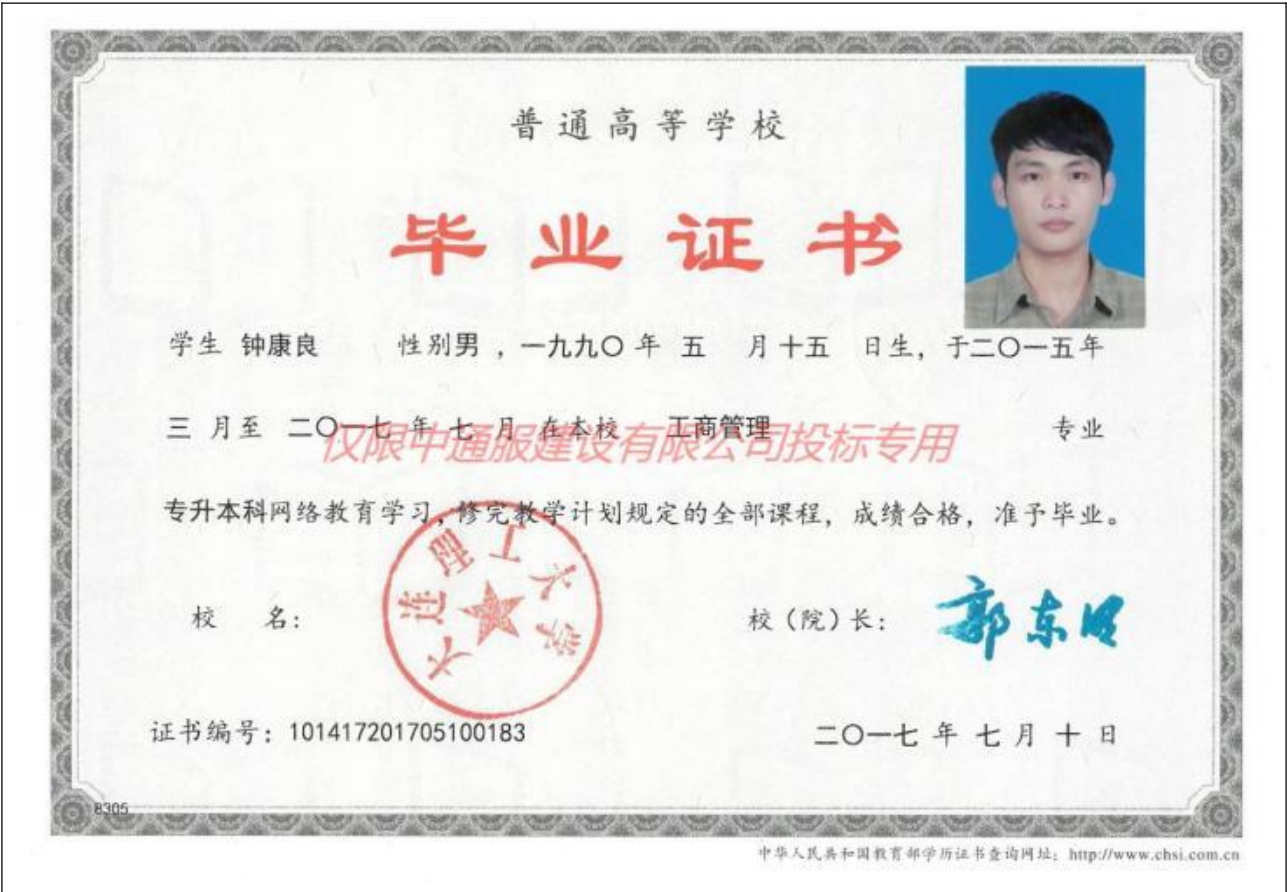 普通高等学校
毕业证书
学生 钟康良 性别男 ，一九九〇年 五 月十五 日生，于二〇一五年
三 月至 二〇一七 年 七 月 在本校 工商管理 专业
仅限中通服建设有限公司投标专用
专升本科网络教育学习，修完教学计划规定的全部课程，成绩合格，准予毕业。
大连理工大学
校 名： 校（院）长： 郭东明
证书编号：101417201705100183 二〇一七 年 七 月 十 日
8305
中华人民共和国教育部学历证书查询网址：http://www.chsi.com.cn